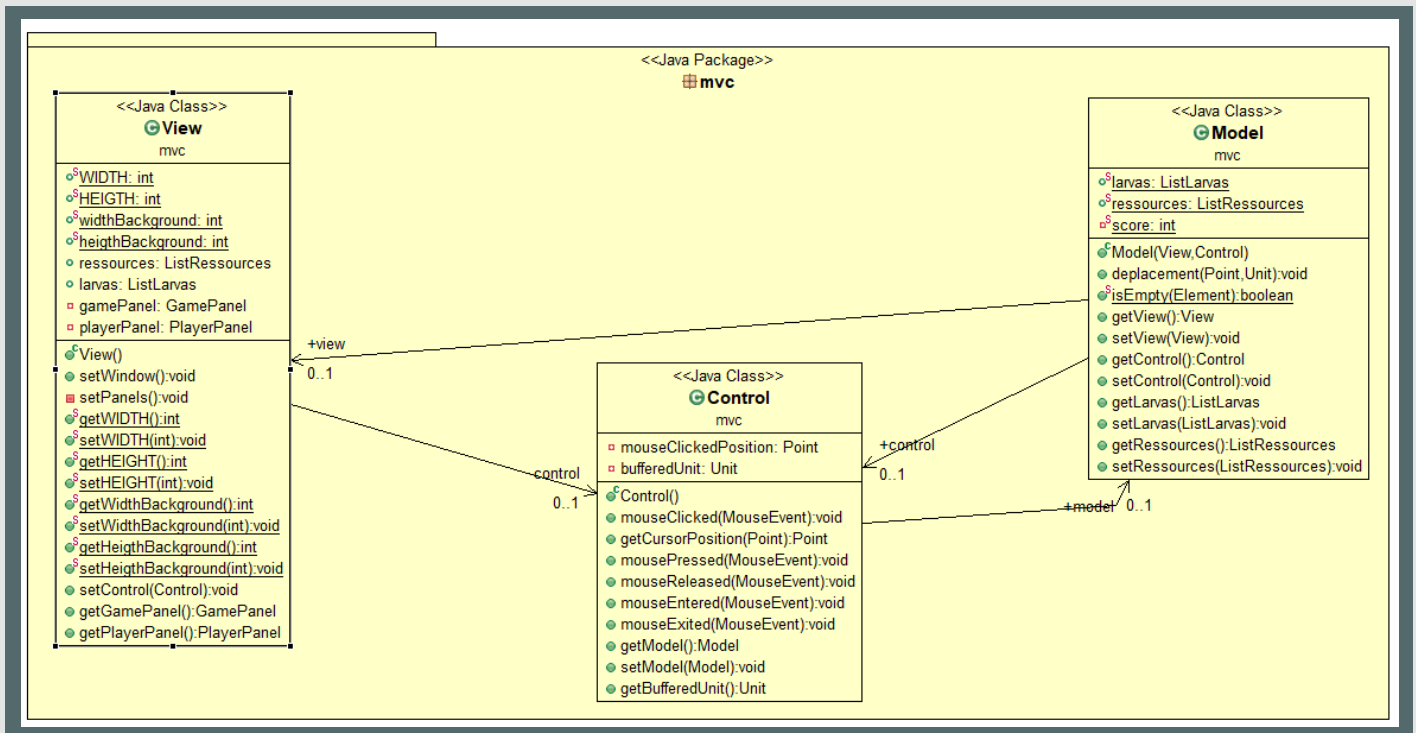 <<Java Package>>
mvc
<<Java Class>>
View
mvc
WIDTH: int
HEIGTH: int
widthBackground: int
heigthBackground: int
ressources: ListRessources
larvas: ListLarvas
gamePanel: GamePanel
playerPanel: PlayerPanel
View()
setWindow():void
setPanels():void
getWIDTH():int
setWIDTH(int):void
getHEIGHT():int
setHEIGHT(int):void
getWidthBackground():int
setWidthBackground(int):void
getHeigthBackground():int
setHeigthBackground(int):void
setControl(Control):void
getGamePanel():GamePanel
getPlayerPanel():PlayerPanel
+view
0..1
-control
0..1
<<Java Class>>
Control
mvc
mouseClickedPosition: Point
bufferedUnit: Unit
Control()
mouseClicked(MouseEvent):void
getCursorPosition(Point):Point
mousePressed(MouseEvent):void
mouseReleased(MouseEvent):void
mouseEntered(MouseEvent):void
mouseExited(MouseEvent):void
getModel():Model
setModel(Model):void
getBufferedUnit():Unit
+control
0..1
+model 0..1
<<Java Class>>
Model
mvc
larvas: ListLarvas
ressources: ListRessources
score: int
Model(View,Control)
deplacement(Point,Unit):void
isEmpty(Element):boolean
getView():View
setView(View):void
getControl():Control
setControl(Control):void
getLarvas():ListLarvas
setLarvas(ListLarvas):void
getRessources():ListRessources
setRessources(ListRessources):void